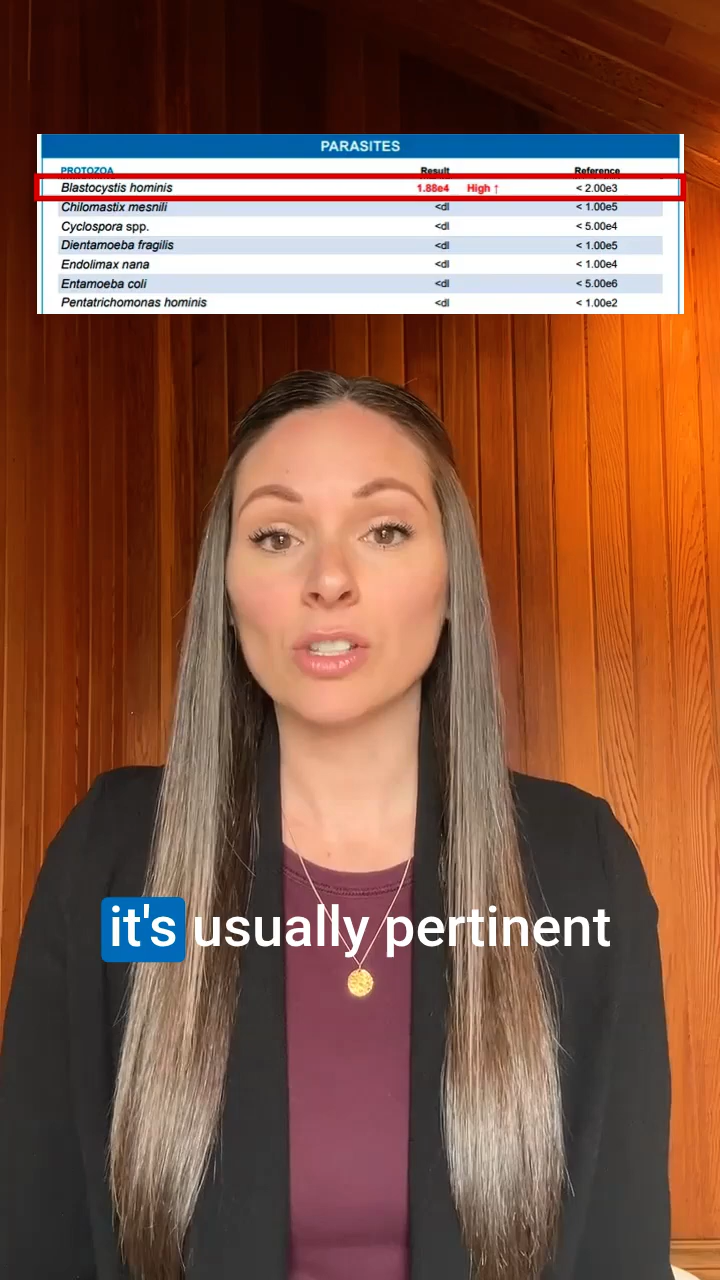 PARASITES
PROTOZOA Result Reference
Blastocystis hominis 1.88e4 High ↑ < 2.00e3
Chilomastix mesnili <dl < 1.00e5
Cyclospora spp. <dl < 5.00e4
Dientamoeba fragilis <dl < 1.00e5
Endolimax nana <dl < 1.00e4
Entamoeba coli <dl < 5.00e6
Pentatrichomonas hominis <dl < 1.00e2
it's usually pertinent